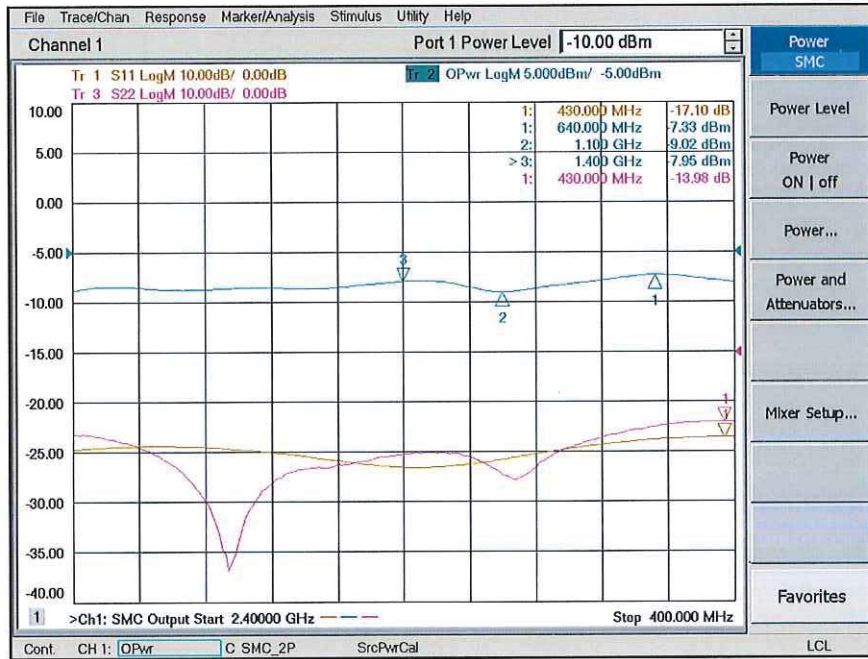 File Trace/Chan Response Marker/Analysis Stimulus Utility Help
Channel 1 Port 1 Power Level -10.00 dBm
Power
SMC
Tr 1 S11 LogM 10.00dB/ 0.00dB
Tr 2 OPwr LogM 5.000dBm/ -5.00dBm
Tr 3 S22 LogM 10.00dB/ 0.00dB
10.00
5.00
0.00
-5.00
-10.00
-15.00
-20.00
-25.00
-30.00
-35.00
-40.00
1: 430.000 MHz -17.10 dB
1: 640.000 MHz -7.33 dBm
2: 1.100 GHz -9.02 dBm
> 3: 1.400 GHz -7.95 dBm
1: 430.000 MHz -13.98 dB
3
2
1
1
1
Power Level
Power
ON | off
Power...
Power and
Attenuators...
Mixer Setup...
Favorites
1 >Ch1: SMC Output Start 2.40000 GHz Stop 400.000 MHz
Cont. CH 1: OPwr C SMC_2P SrcPwrCal LCL